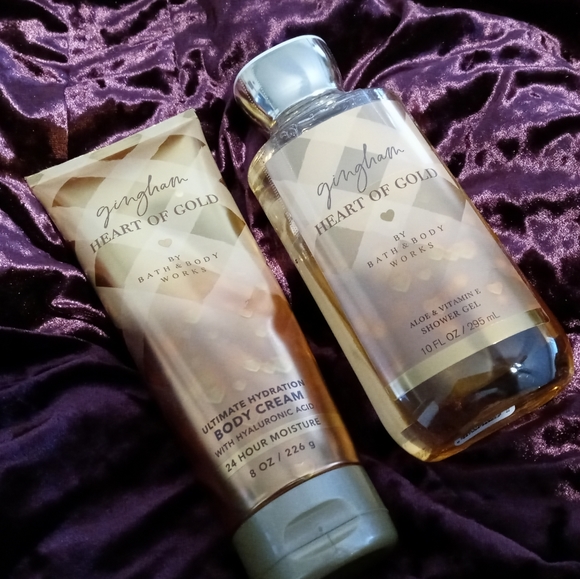 gingham
HEART OF GOLD
BY
BATH & BODY
WORKS
ULTIMATE HYDRATION
BODY CREAM
WITH HYALURONIC ACID
24 HOUR MOISTURE
8 OZ / 226 g
gingham
HEART OF GOLD
BY
BATH & BODY
WORKS
ALOE & VITAMIN E
SHOWER GEL
10 FL OZ / 295 mL